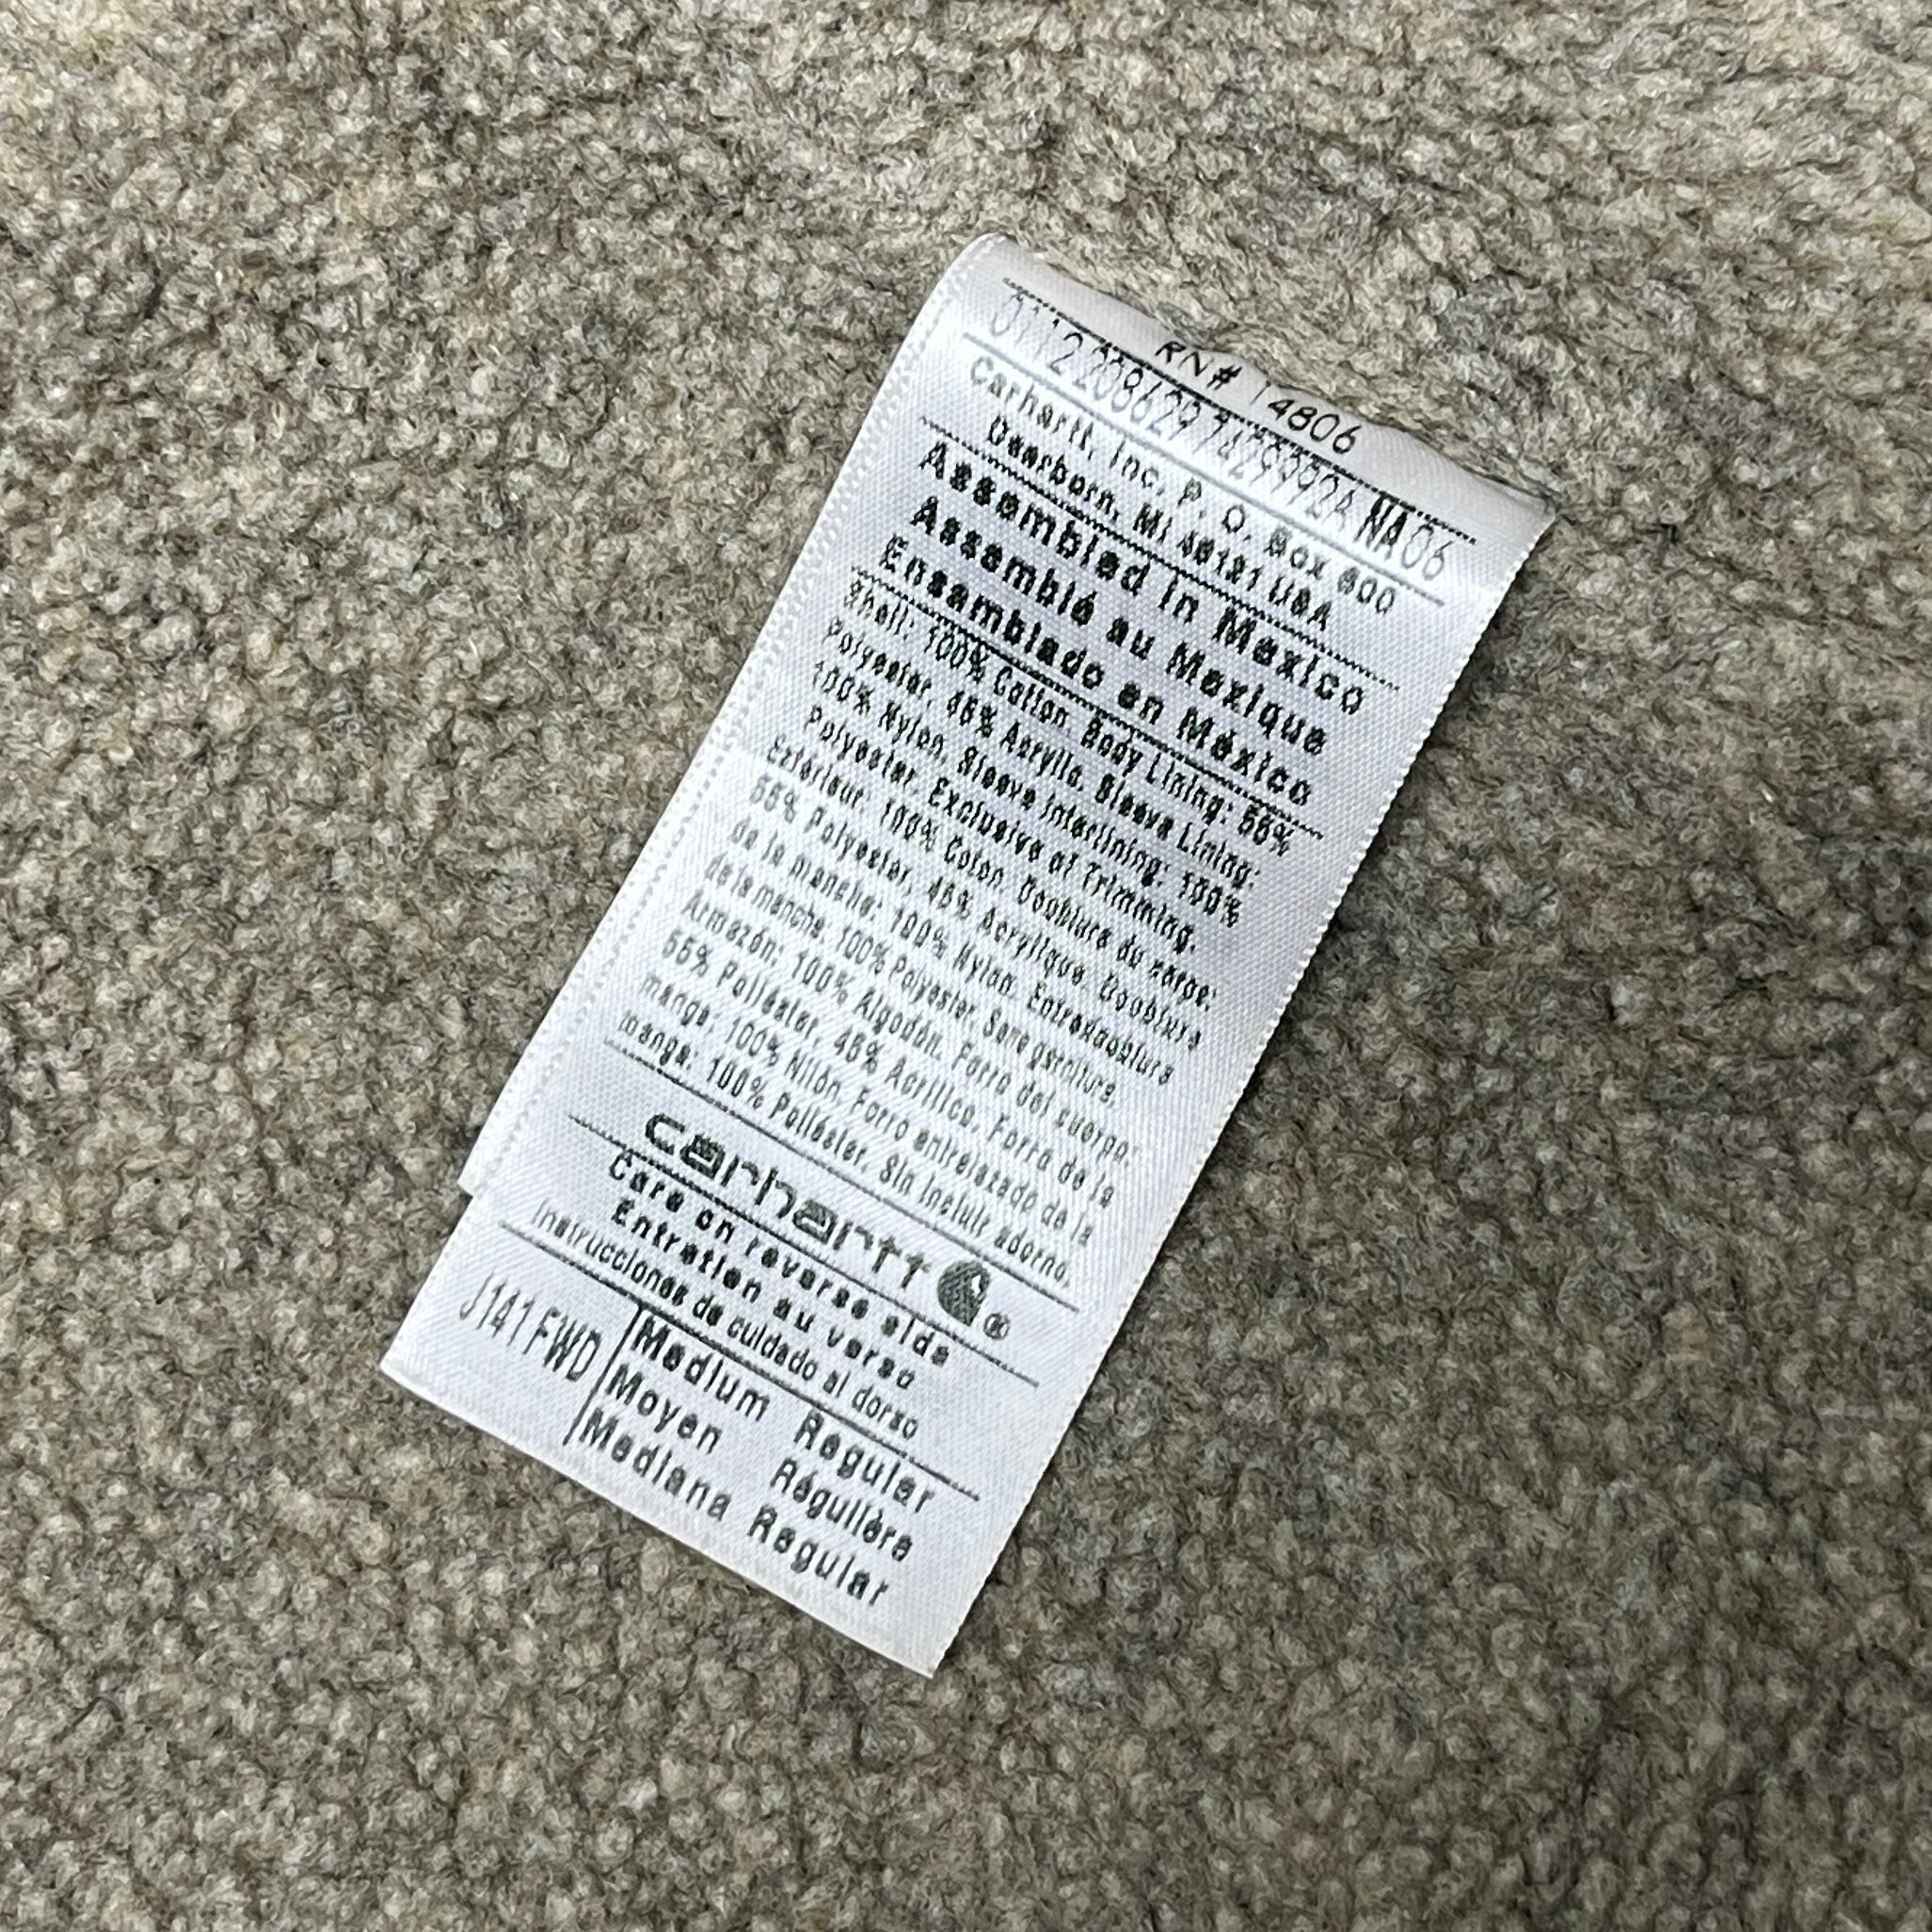 RN# 14806
0112 208629 7429926 NA 06
Carhartt, Inc. P. O. Box 600
Dearborn, MI 48121 USA
Assembled in Mexico
Assemblé au Mexique
Ensamblado en México
Shell: 100% Cotton. Body Lining: 55%
Polyester, 45% Acrylic. Sleeve Lining:
100% Nylon. Sleeve Interlining: 100%
Polyester. Exclusive of Trimming.
Extérieur: 100% Coton. Doublure du corps:
55% Polyester, 45% Acrylique. Doublure
de la manche: 100% Nylon. Entredoublure
de la manche: 100% Polyester. Sans garniture.
Armazón: 100% Algodón. Forro del cuerpo:
55% Poliéster, 45% Acrílico. Forro de la
manga: 100% Nilón. Forro entrelazado de la
manga: 100% Poliéster. Sin incluir adorno.
carhartt ®
Care on reverse side
Entretien au verso
Instrucciones de cuidado al dorso
J141 FWD
Medium Regular
Moyen Régulière
Mediana Regular